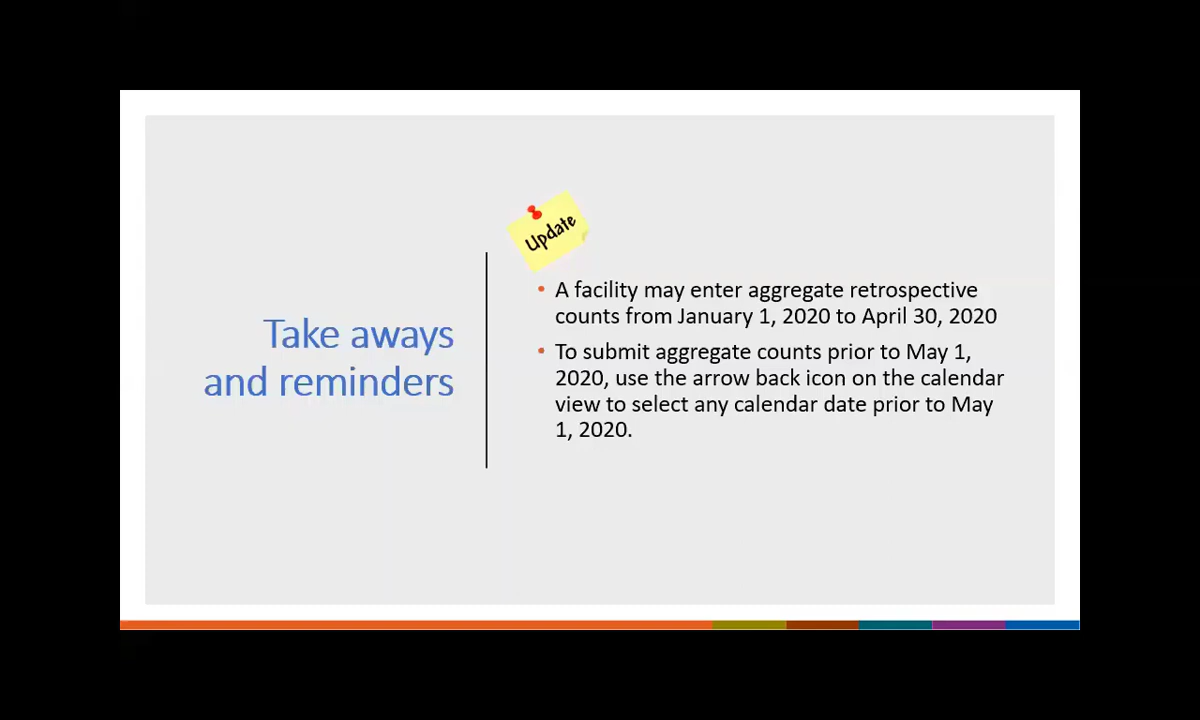 Take aways
and reminders
Update
A facility may enter aggregate retrospective
counts from January 1, 2020 to April 30, 2020
To submit aggregate counts prior to May 1,
2020, use the arrow back icon on the calendar
view to select any calendar date prior to May
1, 2020.